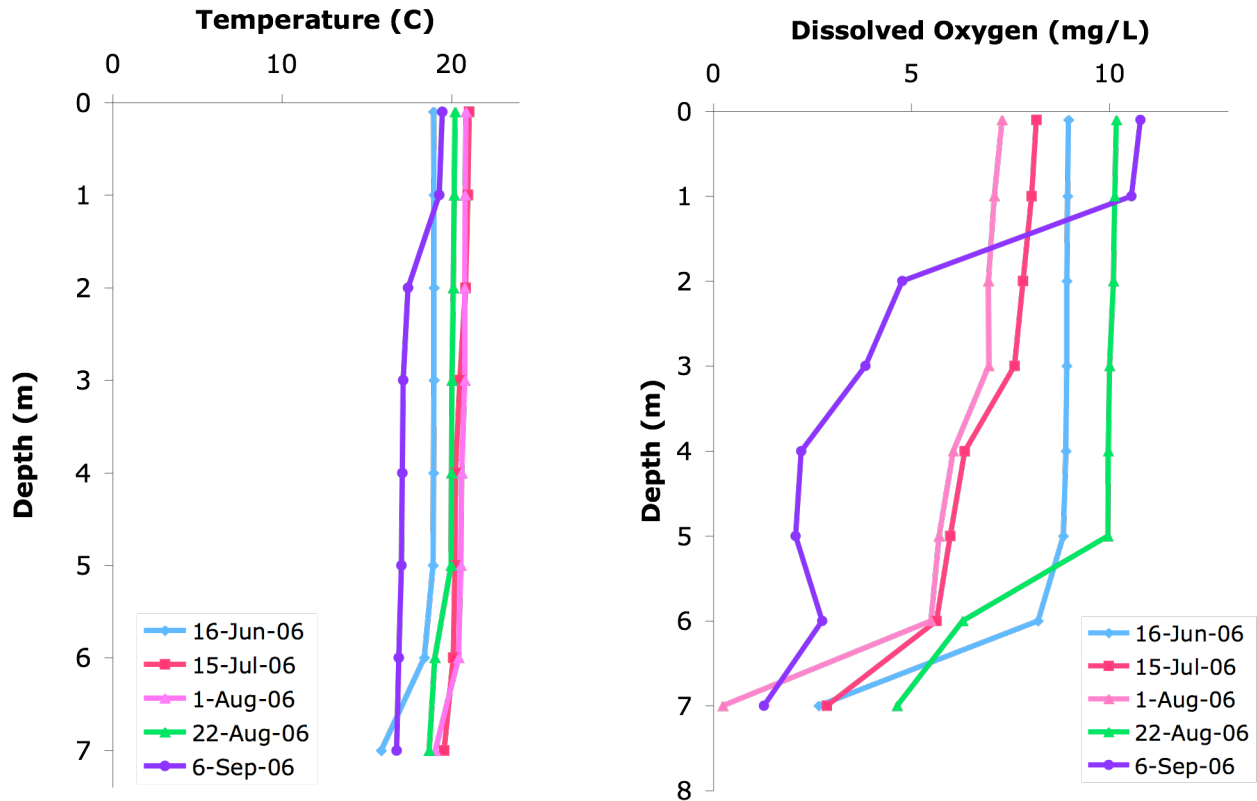 Temperature (C)
0 10 20
0
1
2
3
4
5
6
7
Depth (m)
16-Jun-06
15-Jul-06
1-Aug-06
22-Aug-06
6-Sep-06
Dissolved Oxygen (mg/L)
0 5 10
0
1
2
3
4
5
6
7
8
Depth (m)
16-Jun-06
15-Jul-06
1-Aug-06
22-Aug-06
6-Sep-06